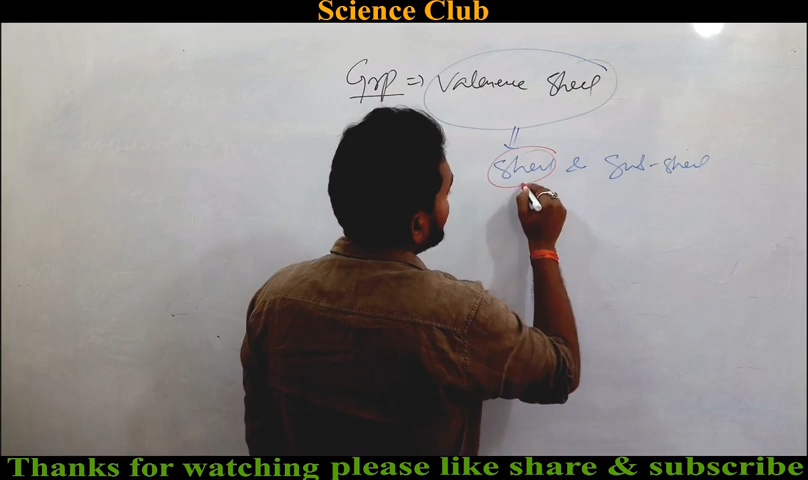 Science Club
Grp ⇒ Valence Shell
Shell & Sub-shell
Thanks for watching please like share & subscribe